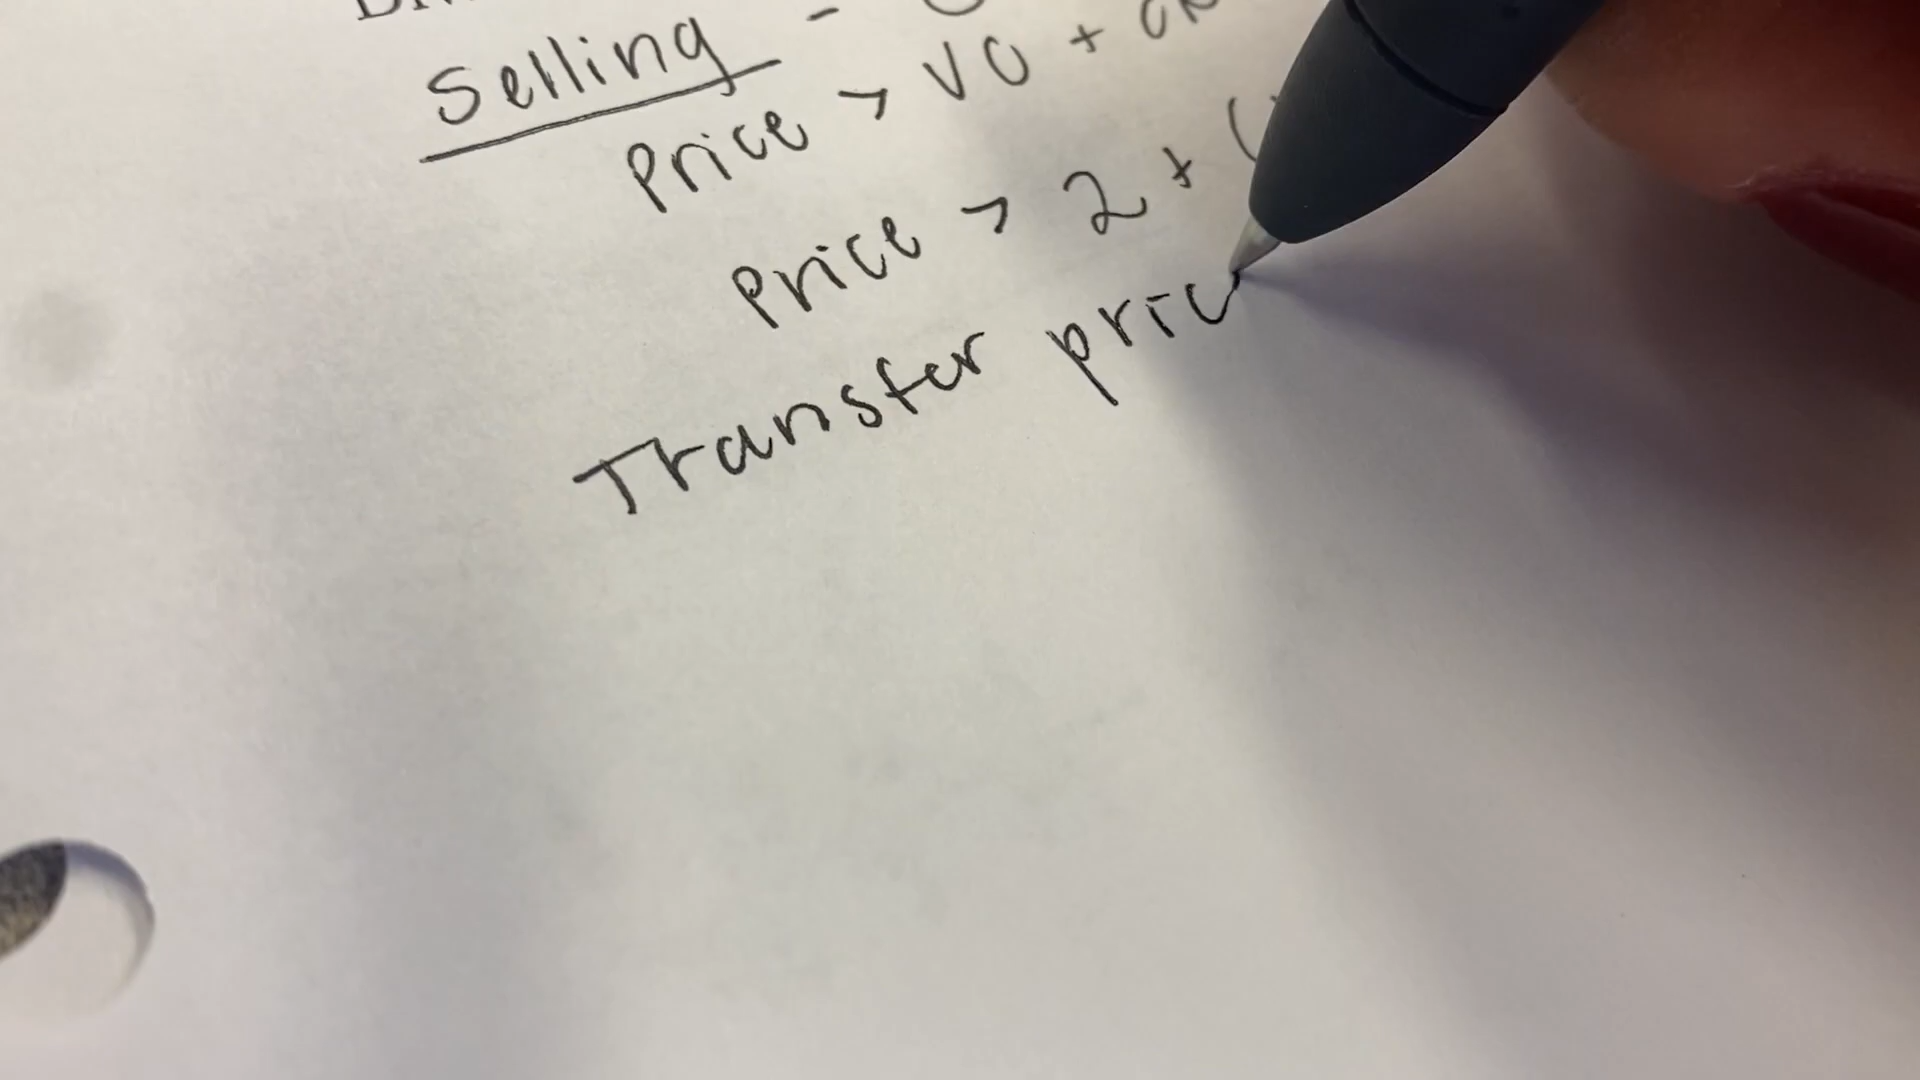 Selling -
Price > VC +
Price > 2 + (
Transfer pric